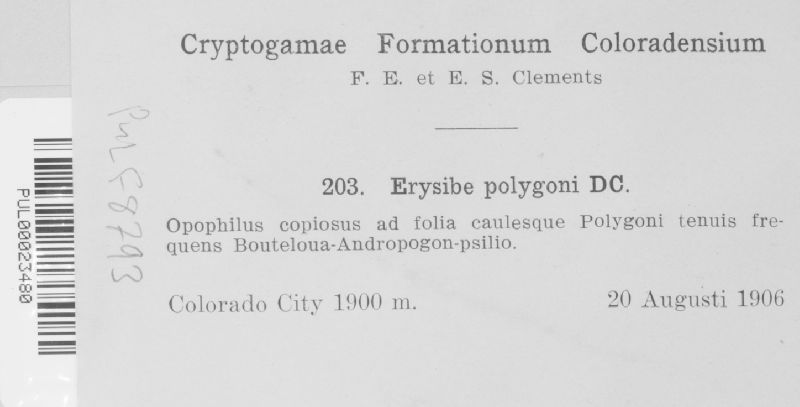 Cryptogamae Formationum Coloradensium
F. E. et E. S. Clements
203. Erysibe polygoni DC.
Opophilus copiosus ad folia caulesque Polygoni tenuis fre-
quens Bouteloua-Andropogon-psilio.
Colorado City 1900 m.
20 Augusti 1906
PUL F8793
PUL00023480